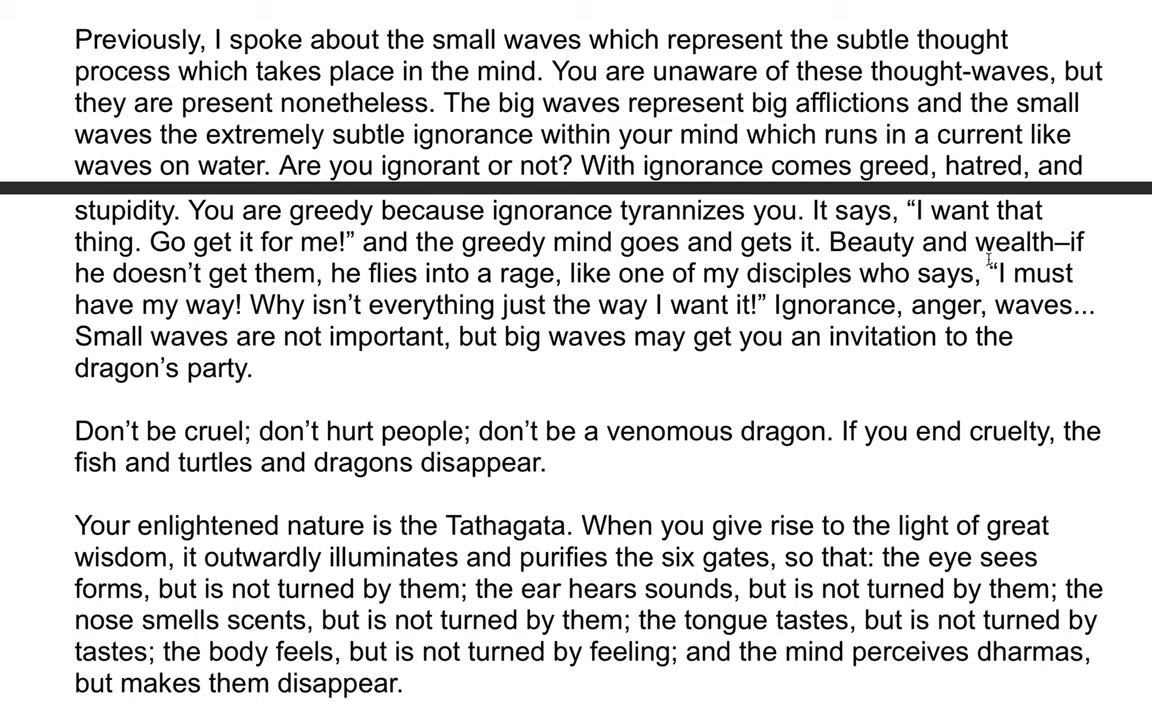 Previously, I spoke about the small waves which represent the subtle thought
process which takes place in the mind. You are unaware of these thought-waves, but
they are present nonetheless. The big waves represent big afflictions and the small
waves the extremely subtle ignorance within your mind which runs in a current like
waves on water. Are you ignorant or not? With ignorance comes greed, hatred, and
stupidity. You are greedy because ignorance tyrannizes you. It says, “I want that
thing. Go get it for me!” and the greedy mind goes and gets it. Beauty and wealth–if
he doesn’t get them, he flies into a rage, like one of my disciples who says, “I must
have my way! Why isn’t everything just the way I want it!” Ignorance, anger, waves...
Small waves are not important, but big waves may get you an invitation to the
dragon’s party.
Don’t be cruel; don’t hurt people; don’t be a venomous dragon. If you end cruelty, the
fish and turtles and dragons disappear.
Your enlightened nature is the Tathagata. When you give rise to the light of great
wisdom, it outwardly illuminates and purifies the six gates, so that: the eye sees
forms, but is not turned by them; the ear hears sounds, but is not turned by them; the
nose smells scents, but is not turned by them; the tongue tastes, but is not turned by
tastes; the body feels, but is not turned by feeling; and the mind perceives dharmas,
but makes them disappear.